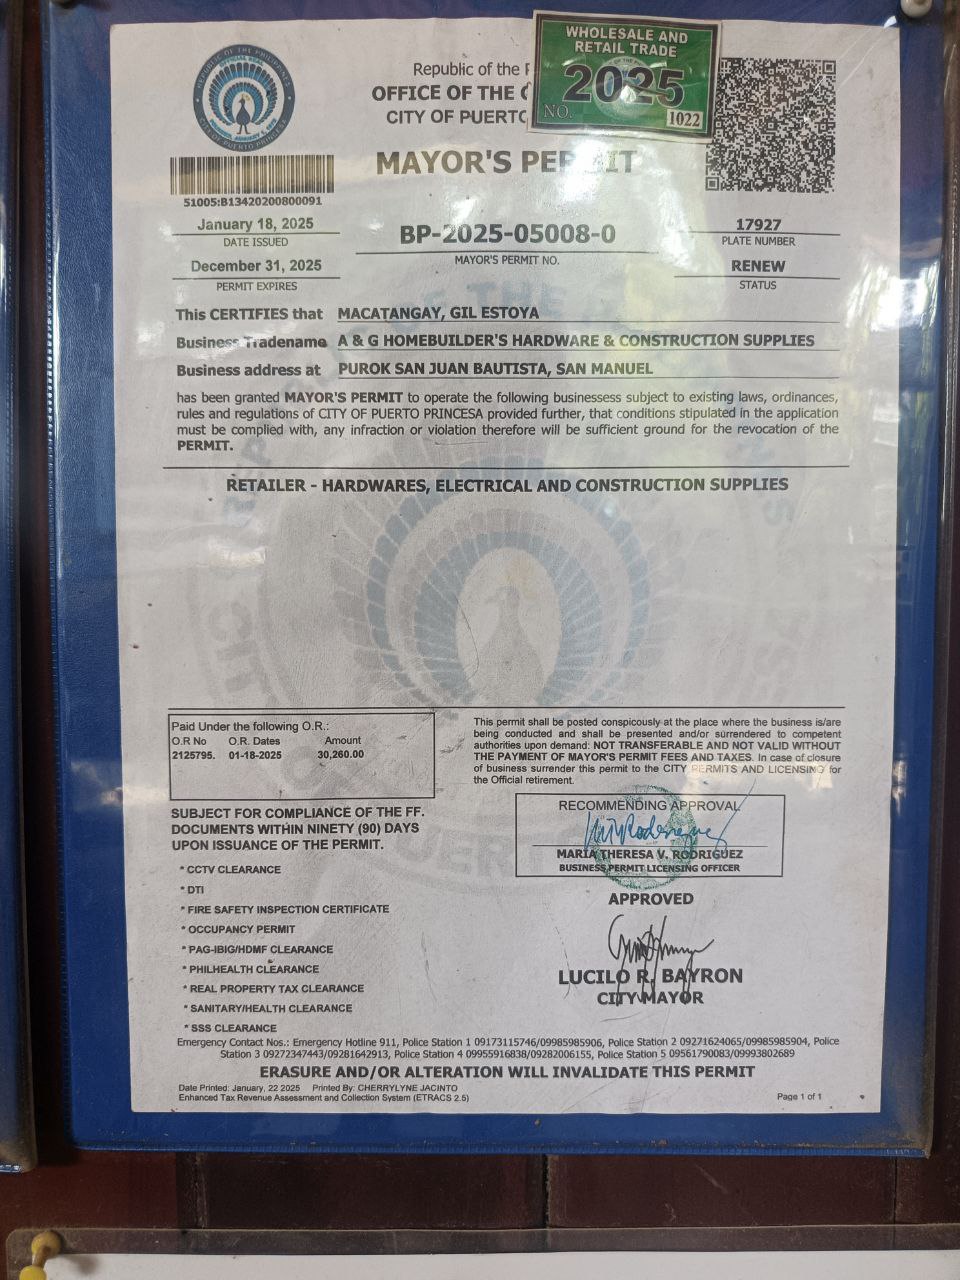 WHOLESALE AND
RETAIL TRADE
2025
NO. 1022
REPUBLIC OF THE PHILIPPINES
OFFICIAL SEAL
CITY OF PUERTO PRINCESA
Republic of the
OFFICE OF THE
CITY OF PUERTO
MAYOR'S PERMIT
51005:B13420200800091
January 18, 2025
DATE ISSUED
BP-2025-05008-0
MAYOR'S PERMIT NO.
17927
PLATE NUMBER
December 31, 2025
PERMIT EXPIRES
RENEW
STATUS
This CERTIFIES that MACATANGAY, GIL ESTOYA
Business Tradename A & G HOMEBUILDER'S HARDWARE & CONSTRUCTION SUPPLIES
Business address at PUROK SAN JUAN BAUTISTA, SAN MANUEL
has been granted MAYOR'S PERMIT to operate the following businessess subject to existing laws, ordinances,
rules and regulations of CITY OF PUERTO PRINCESA provided further, that conditions stipulated in the application
must be complied with, any infraction or violation therefore will be sufficient ground for the revocation of the
PERMIT.
RETAILER - HARDWARES, ELECTRICAL AND CONSTRUCTION SUPPLIES
Paid Under the following O.R.:
O.R No O.R. Dates Amount
2125795. 01-18-2025 30,260.00
This permit shall be posted conspicously at the place where the business is/are
being conducted and shall be presented and/or surrendered to competent
authorities upon demand: NOT TRANSFERABLE AND NOT VALID WITHOUT
THE PAYMENT OF MAYOR'S PERMIT FEES AND TAXES. In case of closure
of business surrender this permit to the CITY PERMITS AND LICENSING for
the Official retirement.
SUBJECT FOR COMPLIANCE OF THE FF.
DOCUMENTS WITHIN NINETY (90) DAYS
UPON ISSUANCE OF THE PERMIT.
* CCTV CLEARANCE
* DTI
* FIRE SAFETY INSPECTION CERTIFICATE
* OCCUPANCY PERMIT
* PAG-IBIG/HDMF CLEARANCE
* PHILHEALTH CLEARANCE
* REAL PROPERTY TAX CLEARANCE
* SANITARY/HEALTH CLEARANCE
* SSS CLEARANCE
RECOMMENDING APPROVAL
MARIA THERESA V. RODRIGUEZ
BUSINESS PERMIT LICENSING OFFICER
APPROVED
LUCILO R. BAYRON
CITY MAYOR
Emergency Contact Nos.: Emergency Hotline 911, Police Station 1 09173115746/09985985906, Police Station 2 09271624065/09985985904, Police
Station 3 09272347443/09281642913, Police Station 4 09955916838/09282006155, Police Station 5 09561790083/09993802689
ERASURE AND/OR ALTERATION WILL INVALIDATE THIS PERMIT
Date Printed: January, 22 2025 Printed By: CHERRYLYNE JACINTO
Enhanced Tax Revenue Assessment and Collection System (ETRACS 2.5)
Page 1 of 1